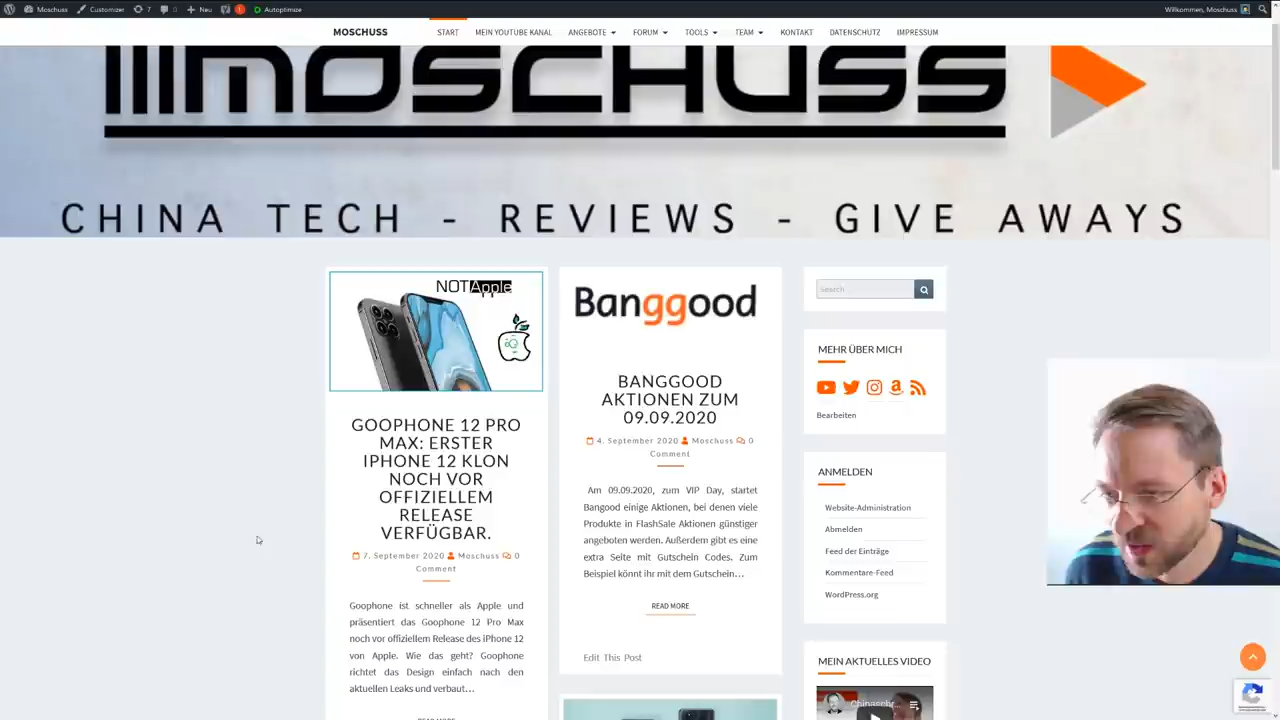 Moschuss
Customizer
7
0
Neu
1
Autoptimize
Willkommen, Moschuss
MOSCHUSS
START
MEIN YOUTUBE KANAL
ANGEBOTE
FORUM
TOOLS
TEAM
KONTAKT
DATENSCHUTZ
IMPRESSUM
MOSCHUSS
CHINA TECH - REVIEWS - GIVE AWAYS
NOTApple
GOOPHONE 12 PRO
MAX: ERSTER
IPHONE 12 KLON
NOCH VOR
OFFIZIELLEM
RELEASE
VERFÜGBAR.
7. September 2020 Moschuss 0
Comment
Goophone ist schneller als Apple und
präsentiert das Goophone 12 Pro Max
noch vor offiziellem Release des iPhone 12
von Apple. Wie das geht? Goophone
richtet das Design einfach nach den
aktuellen Leaks und verbaut…
READ MORE
Banggood
BANGGOOD
AKTIONEN ZUM
09.09.2020
4. September 2020 Moschuss 0
Comment
Am 09.09.2020, zum VIP Day, startet
Bangood einige Aktionen, bei denen viele
Produkte in FlashSale Aktionen günstiger
angeboten werden. Außerdem gibt es eine
extra Seite mit Gutschein Codes. Zum
Beispiel könnt ihr mit dem Gutschein…
READ MORE
Edit This Post
Search
MEHR ÜBER MICH
Bearbeiten
ANMELDEN
Website-Administration
Abmelden
Feed der Einträge
Kommentare-Feed
WordPress.org
MEIN AKTUELLES VIDEO